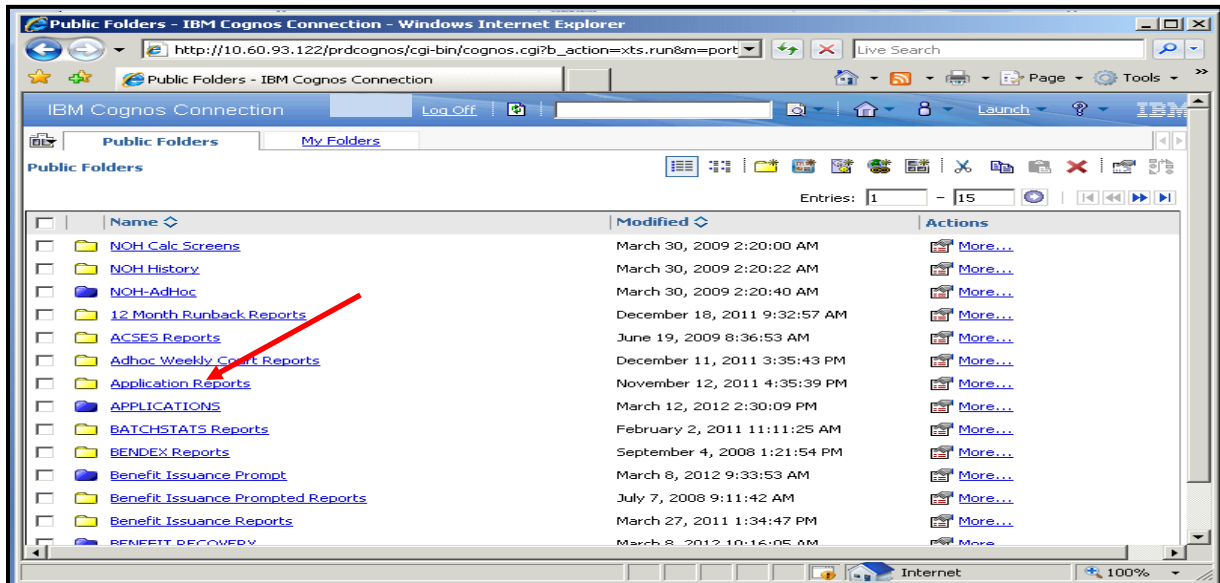 Public Folders - IBM Cognos Connection - Windows Internet Explorer
http://10.60.93.122/prdcognos/cgi-bin/cognos.cgi?b_action=xts.run&m=port
Live Search
Public Folders - IBM Cognos Connection
Page
Tools
»
IBM Cognos Connection
Log Off
Launch
IBM
Public Folders
My Folders
Public Folders
Entries: 1 - 15
Name Modified Actions
NOH Calc Screens March 30, 2009 2:20:00 AM More...
NOH History March 30, 2009 2:20:22 AM More...
NOH-AdHoc March 30, 2009 2:20:40 AM More...
12 Month Runback Reports December 18, 2011 9:32:57 AM More...
ACSES Reports June 19, 2009 8:36:53 AM More...
Adhoc Weekly Court Reports December 11, 2011 3:35:43 PM More...
Application Reports November 12, 2011 4:35:39 PM More...
APPLICATIONS March 12, 2012 2:30:09 PM More...
BATCHSTATS Reports February 2, 2011 11:11:25 AM More...
BENDEX Reports September 4, 2008 1:21:54 PM More...
Benefit Issuance Prompt March 8, 2012 9:33:53 AM More...
Benefit Issuance Prompted Reports July 7, 2008 9:11:42 AM More...
Benefit Issuance Reports March 27, 2011 1:34:47 PM More...
BENEFIT RECOVERY March 8, 2012 10:16:05 AM More
Internet
100%